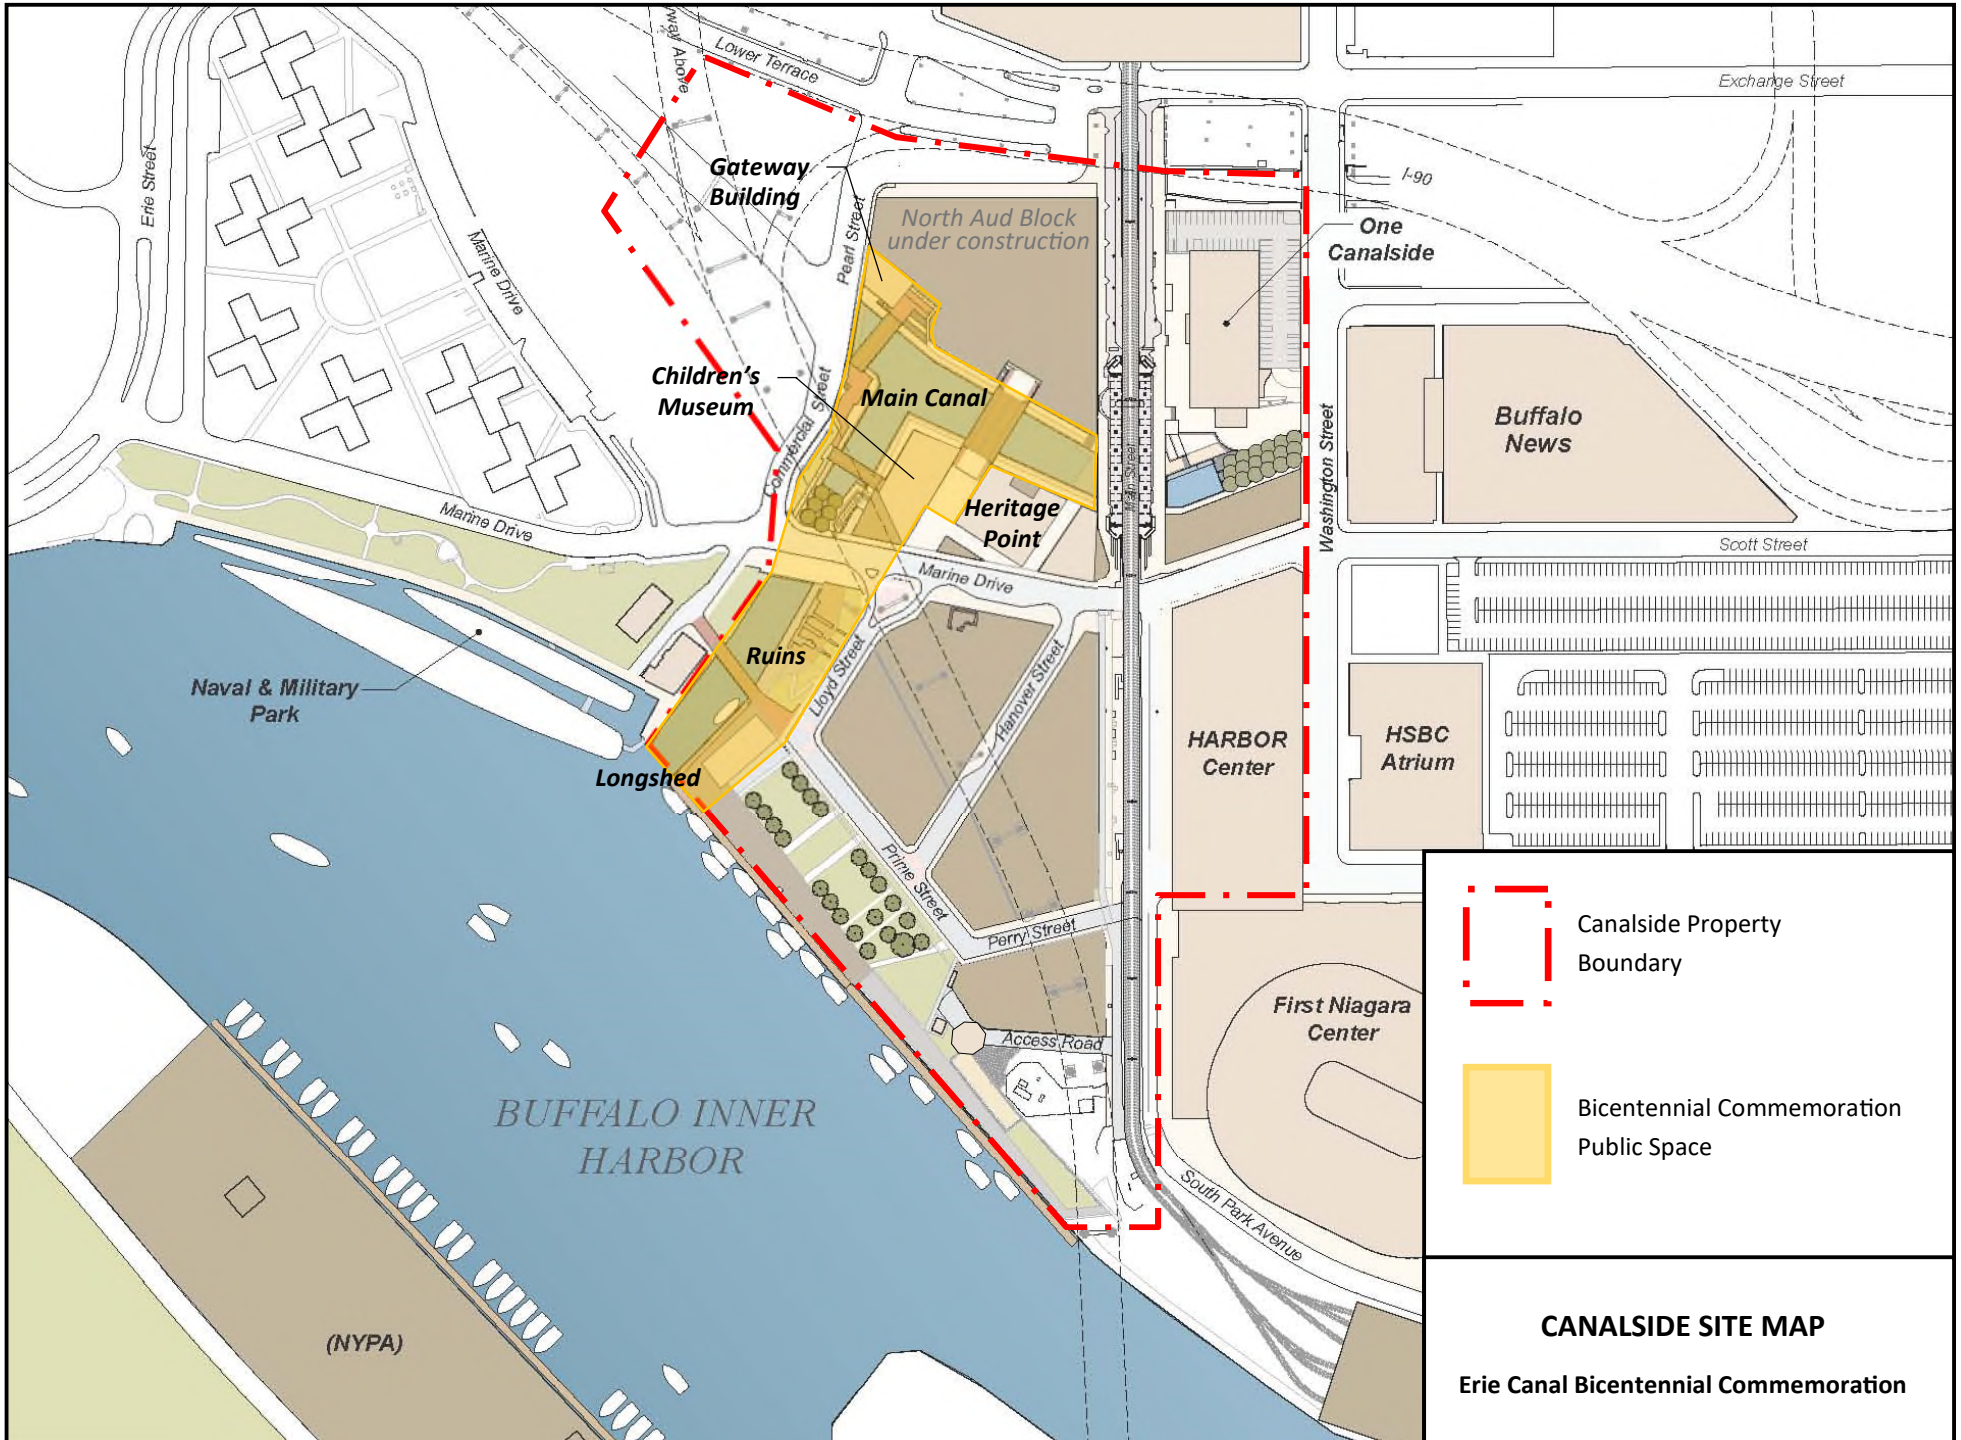 Lower Terrace
way Above
Exchange Street
Erie Street
Gateway
Building
I-90
North Aud Block
under construction
One
Canalside
Pearl Street
Marine Drive
Children's
Museum
Main Canal
Commercial Street
Main Street
Washington Street
Buffalo
News
Marine Drive
Heritage
Point
Scott Street
Marine Drive
Ruins
Lloyd Street
Hanover Street
Naval & Military
Park
HARBOR
Center
HSBC
Atrium
Longshed
Prime Street
Perry Street
Access Road
First Niagara
Center
BUFFALO INNER
HARBOR
South Park Avenue
(NYPA)
Canalside Property
Boundary
Bicentennial Commemoration
Public Space
CANALSIDE SITE MAP
Erie Canal Bicentennial Commemoration